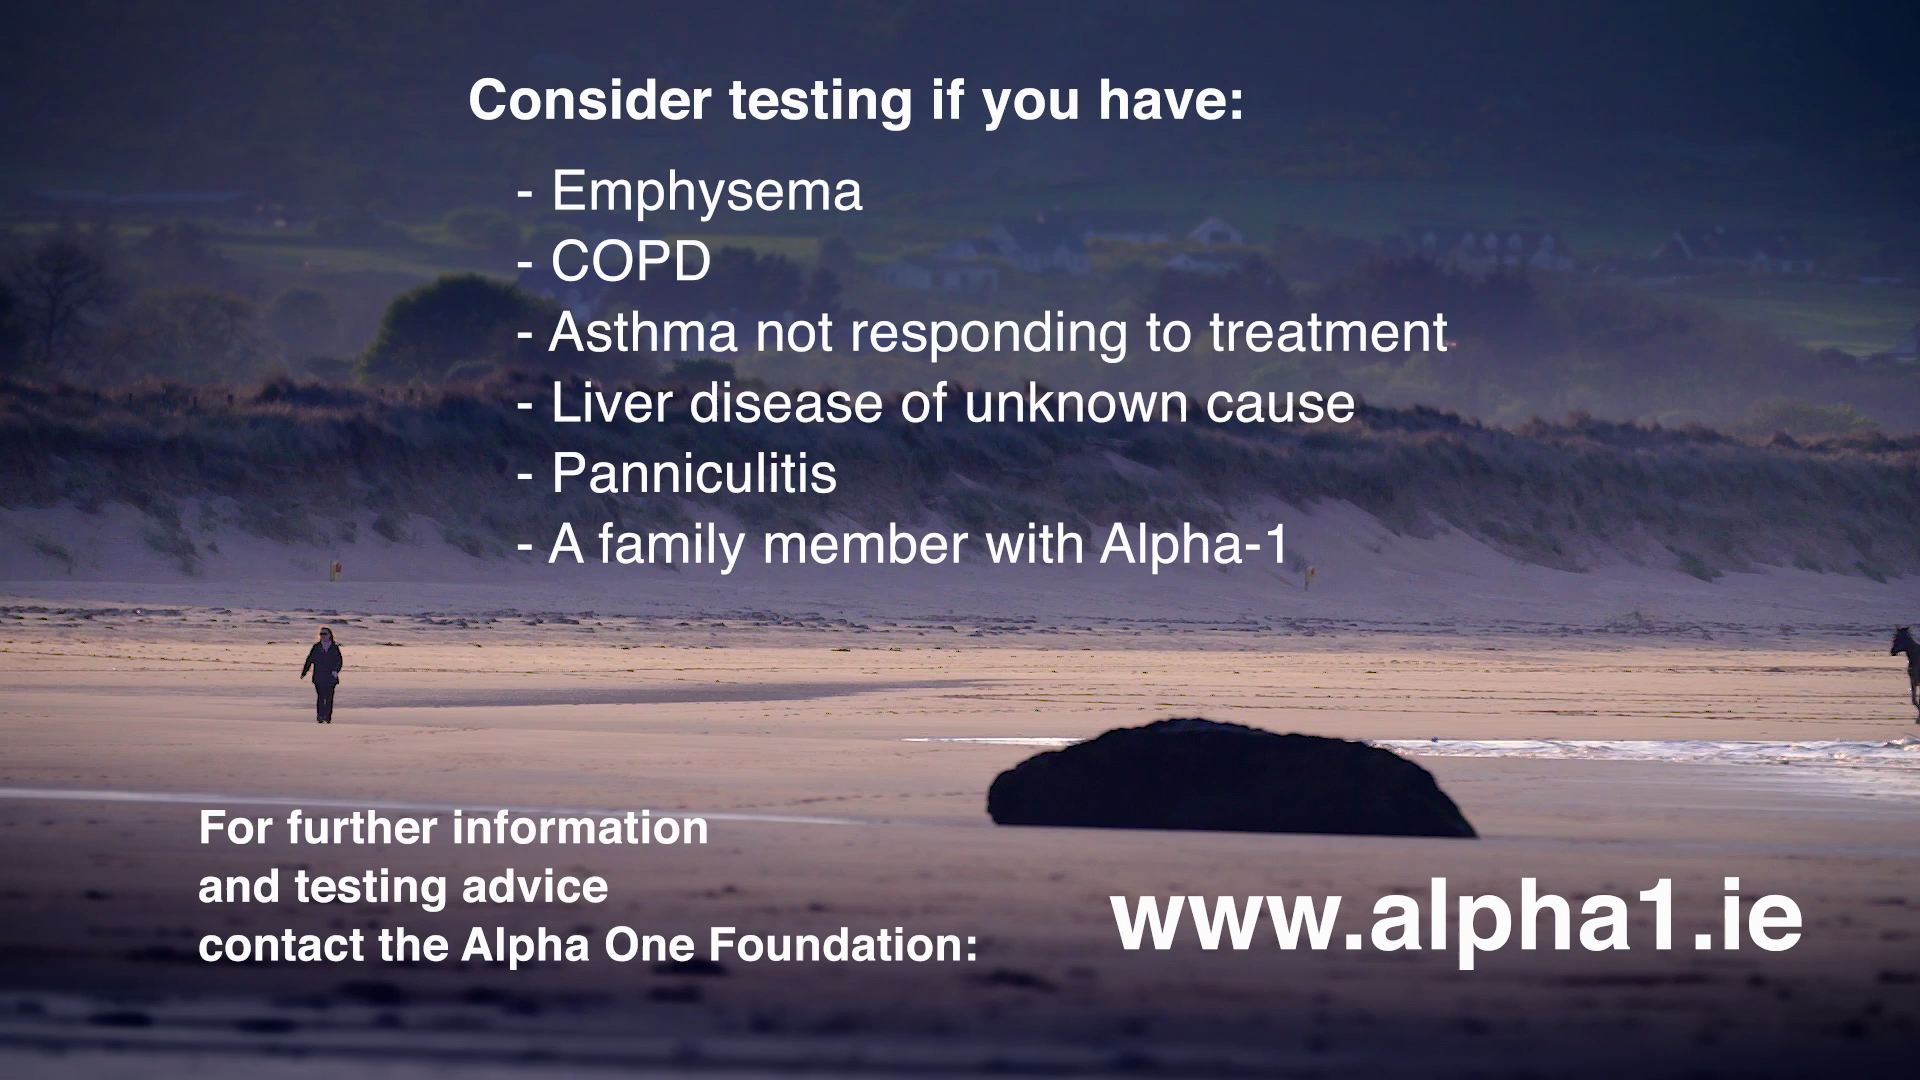 Consider testing if you have:
- Emphysema
- COPD
- Asthma not responding to treatment
- Liver disease of unknown cause
- Panniculitis
- A family member with Alpha-1
For further information
and testing advice
contact the Alpha One Foundation:
www.alpha1.ie